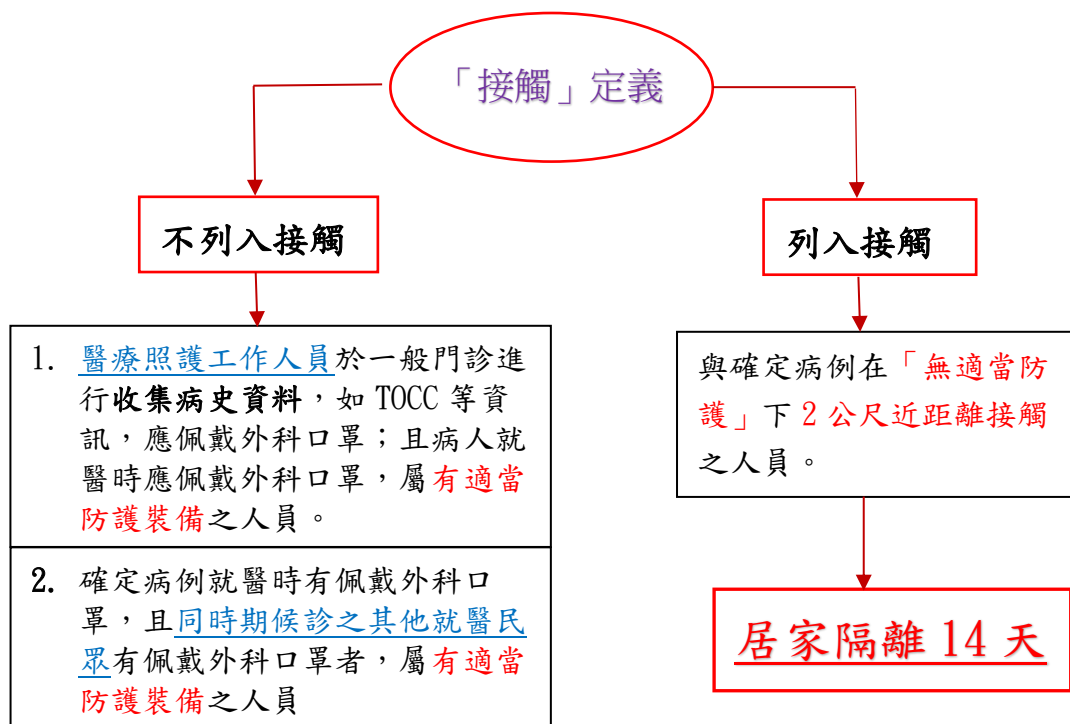 「接觸」定義
不列入接觸
1. 醫療照護工作人員於一般門診進
行收集病史資料，如 TOCC 等資
訊，應佩戴外科口罩；且病人就
醫時應佩戴外科口罩，屬有適當
防護裝備之人員。
2. 確定病例就醫時有佩戴外科口
罩，且同時期候診之其他就醫民
眾有佩戴外科口罩者，屬有適當
防護裝備之人員
列入接觸
與確定病例在「無適當防
護」下 2 公尺近距離接觸
之人員。
居家隔離 14 天